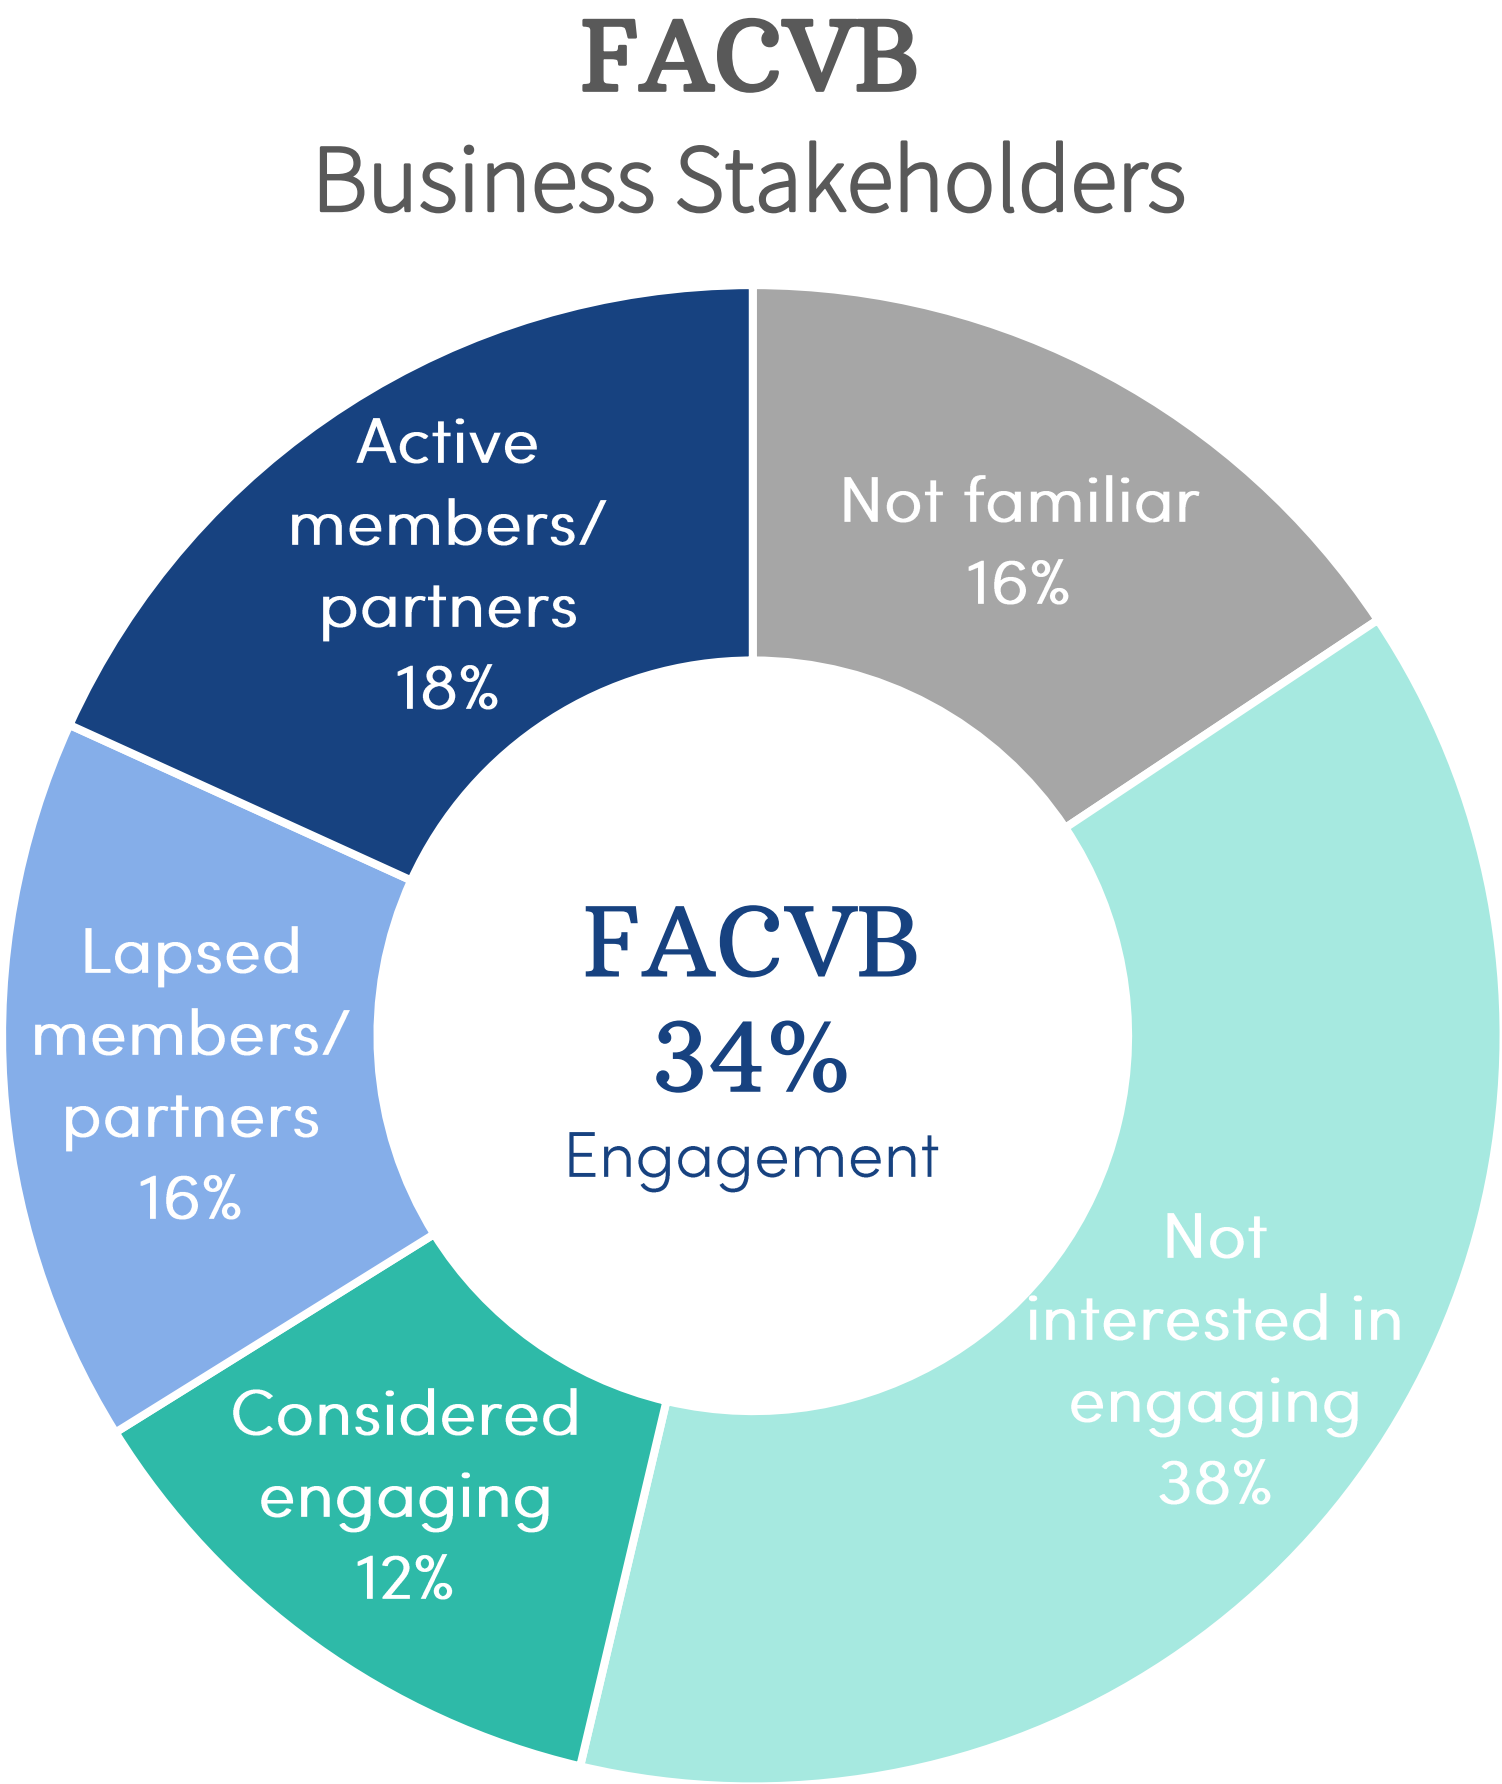 FACVB
Business Stakeholders
Active
members/
partners
18%
Not familiar
16%
Lapsed
members/
partners
16%
FACVB
34%
Engagement
Not
interested in
engaging
38%
Considered
engaging
12%